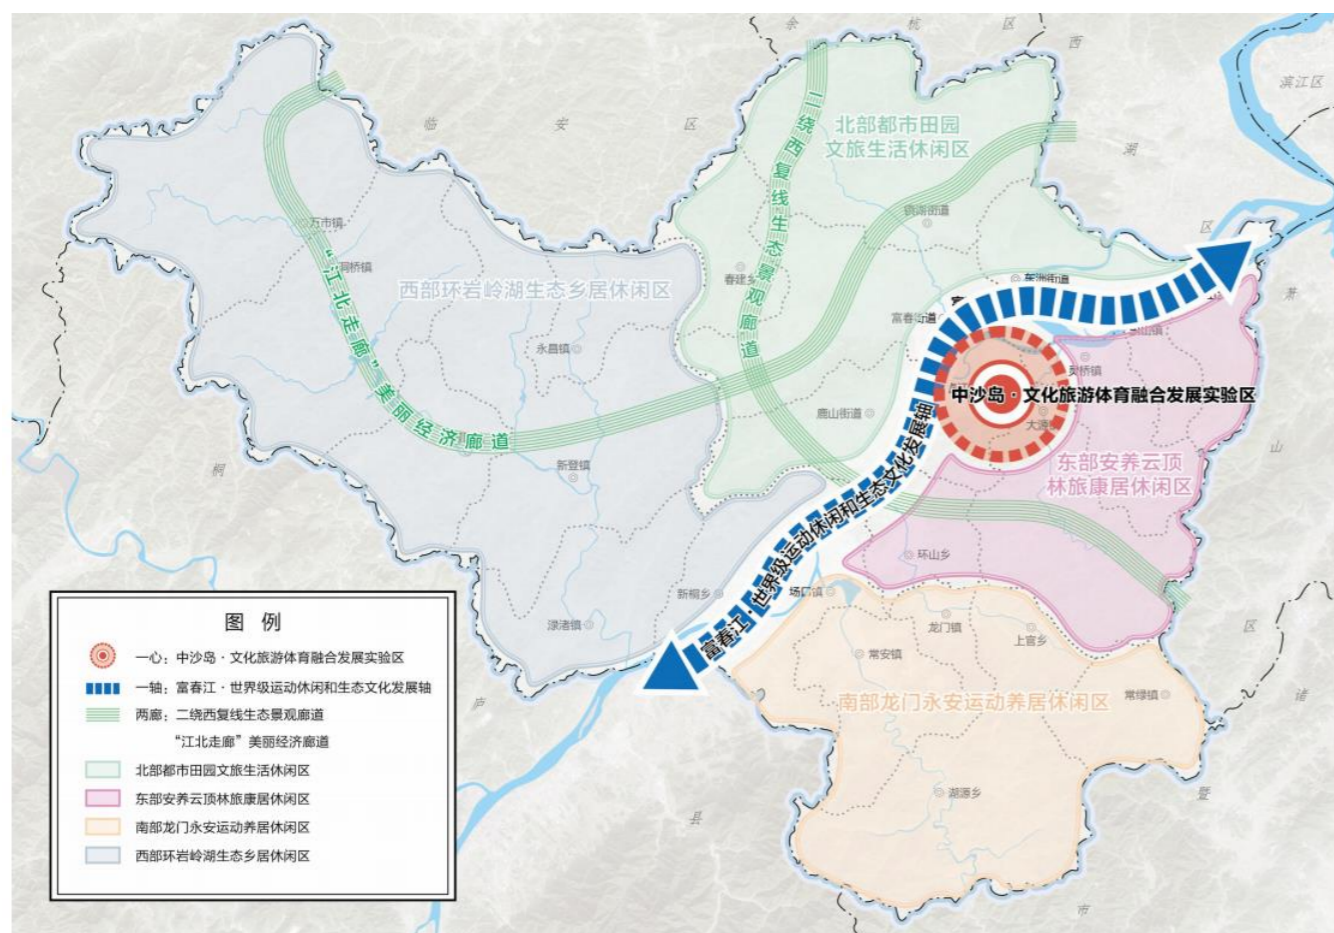 余 杭 区
西
湖
区
滨江区
临 安 区
萧
山
区
桐
庐
县
诸
暨
市
二绕西复线生态景观廊道
北部都市田园
文旅生活休闲区
银湖街道
万市镇
洞桥镇
春建乡
东洲街道
西部环岩岭湖生态乡居休闲区
富春街道
永昌镇
灵桥镇
“江北走廊”美丽经济廊道
中沙岛·文化旅游体育融合发展实验区
鹿山街道
大源镇
新登镇
东部安养云顶
林旅康居休闲区
富春江·世界级运动休闲和生态文化发展轴
环山乡
新桐乡
场口镇
渌渚镇
龙门镇
上官乡
常安镇
常绿镇
南部龙门永安运动养居休闲区
湖源乡
图 例
一心：中沙岛·文化旅游体育融合发展实验区
一轴：富春江·世界级运动休闲和生态文化发展轴
两廊：二绕西复线生态景观廊道
“江北走廊”美丽经济廊道
北部都市田园文旅生活休闲区
东部安养云顶林旅康居休闲区
南部龙门永安运动养居休闲区
西部环岩岭湖生态乡居休闲区